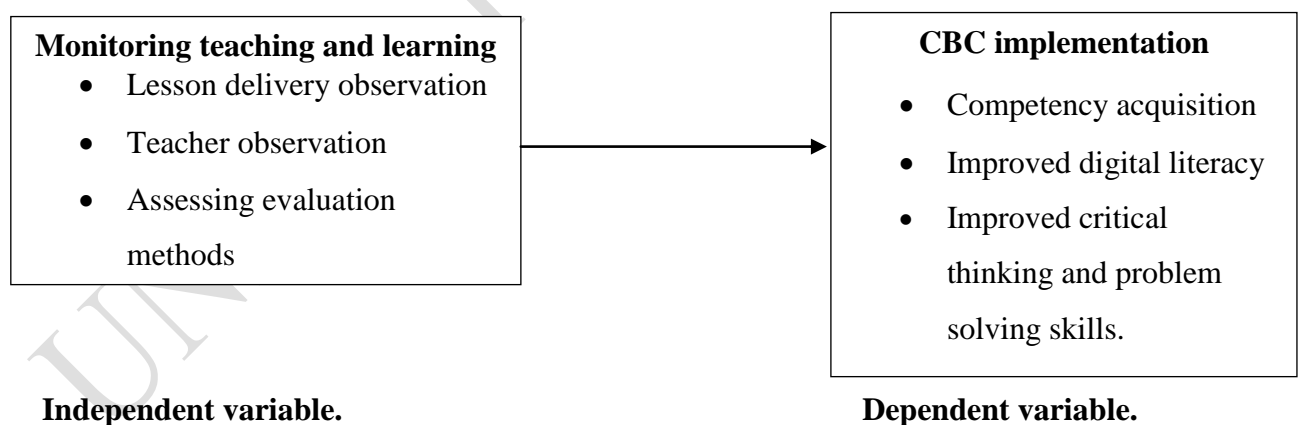 Monitoring teaching and learning
• Lesson delivery observation
• Teacher observation
• Assessing evaluation
methods
CBC implementation
• Competency acquisition
• Improved digital literacy
• Improved critical
thinking and problem
solving skills.
Independent variable.
Dependent variable.